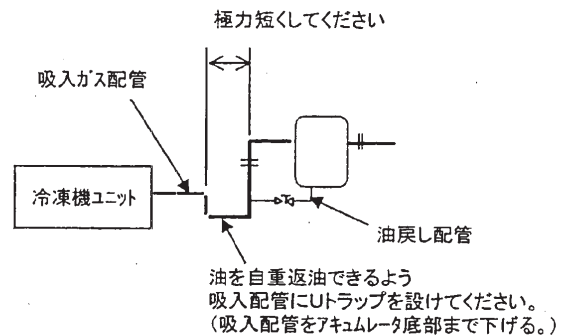 極力短くしてください
吸入ガス配管
冷凍機ユニット
油戻し配管
油を自重返油できるよう
吸入配管にUトラップを設けてください。
(吸入配管をアキュムレータ底部まで下げる。)